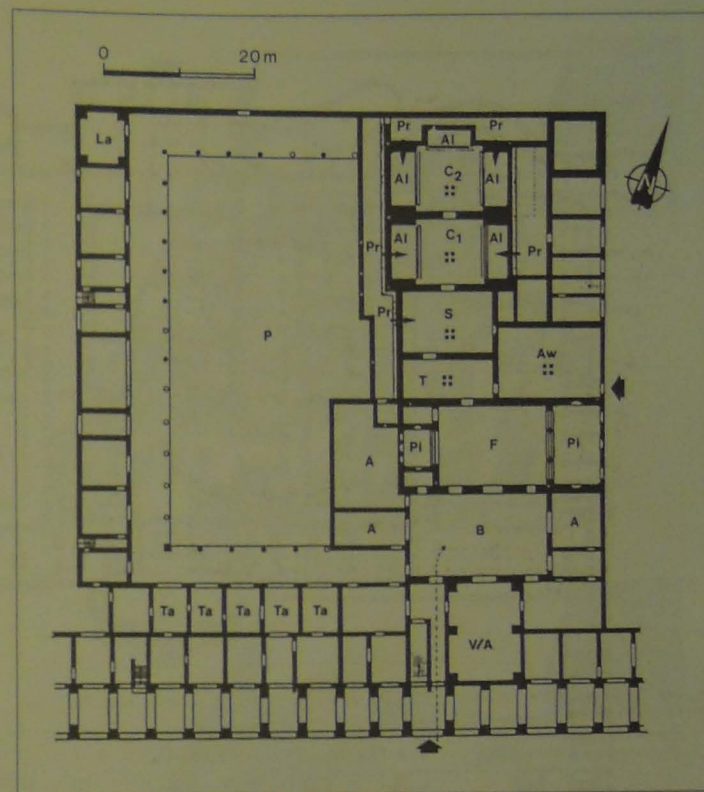 0 20 m
La
Pr Pr
Al
Al C2 Al
N
Al C1 Al
Pr Pr
Pr S
P
Aw
T
A Pi F Pi
A B A
Ta Ta Ta Ta Ta
V/A